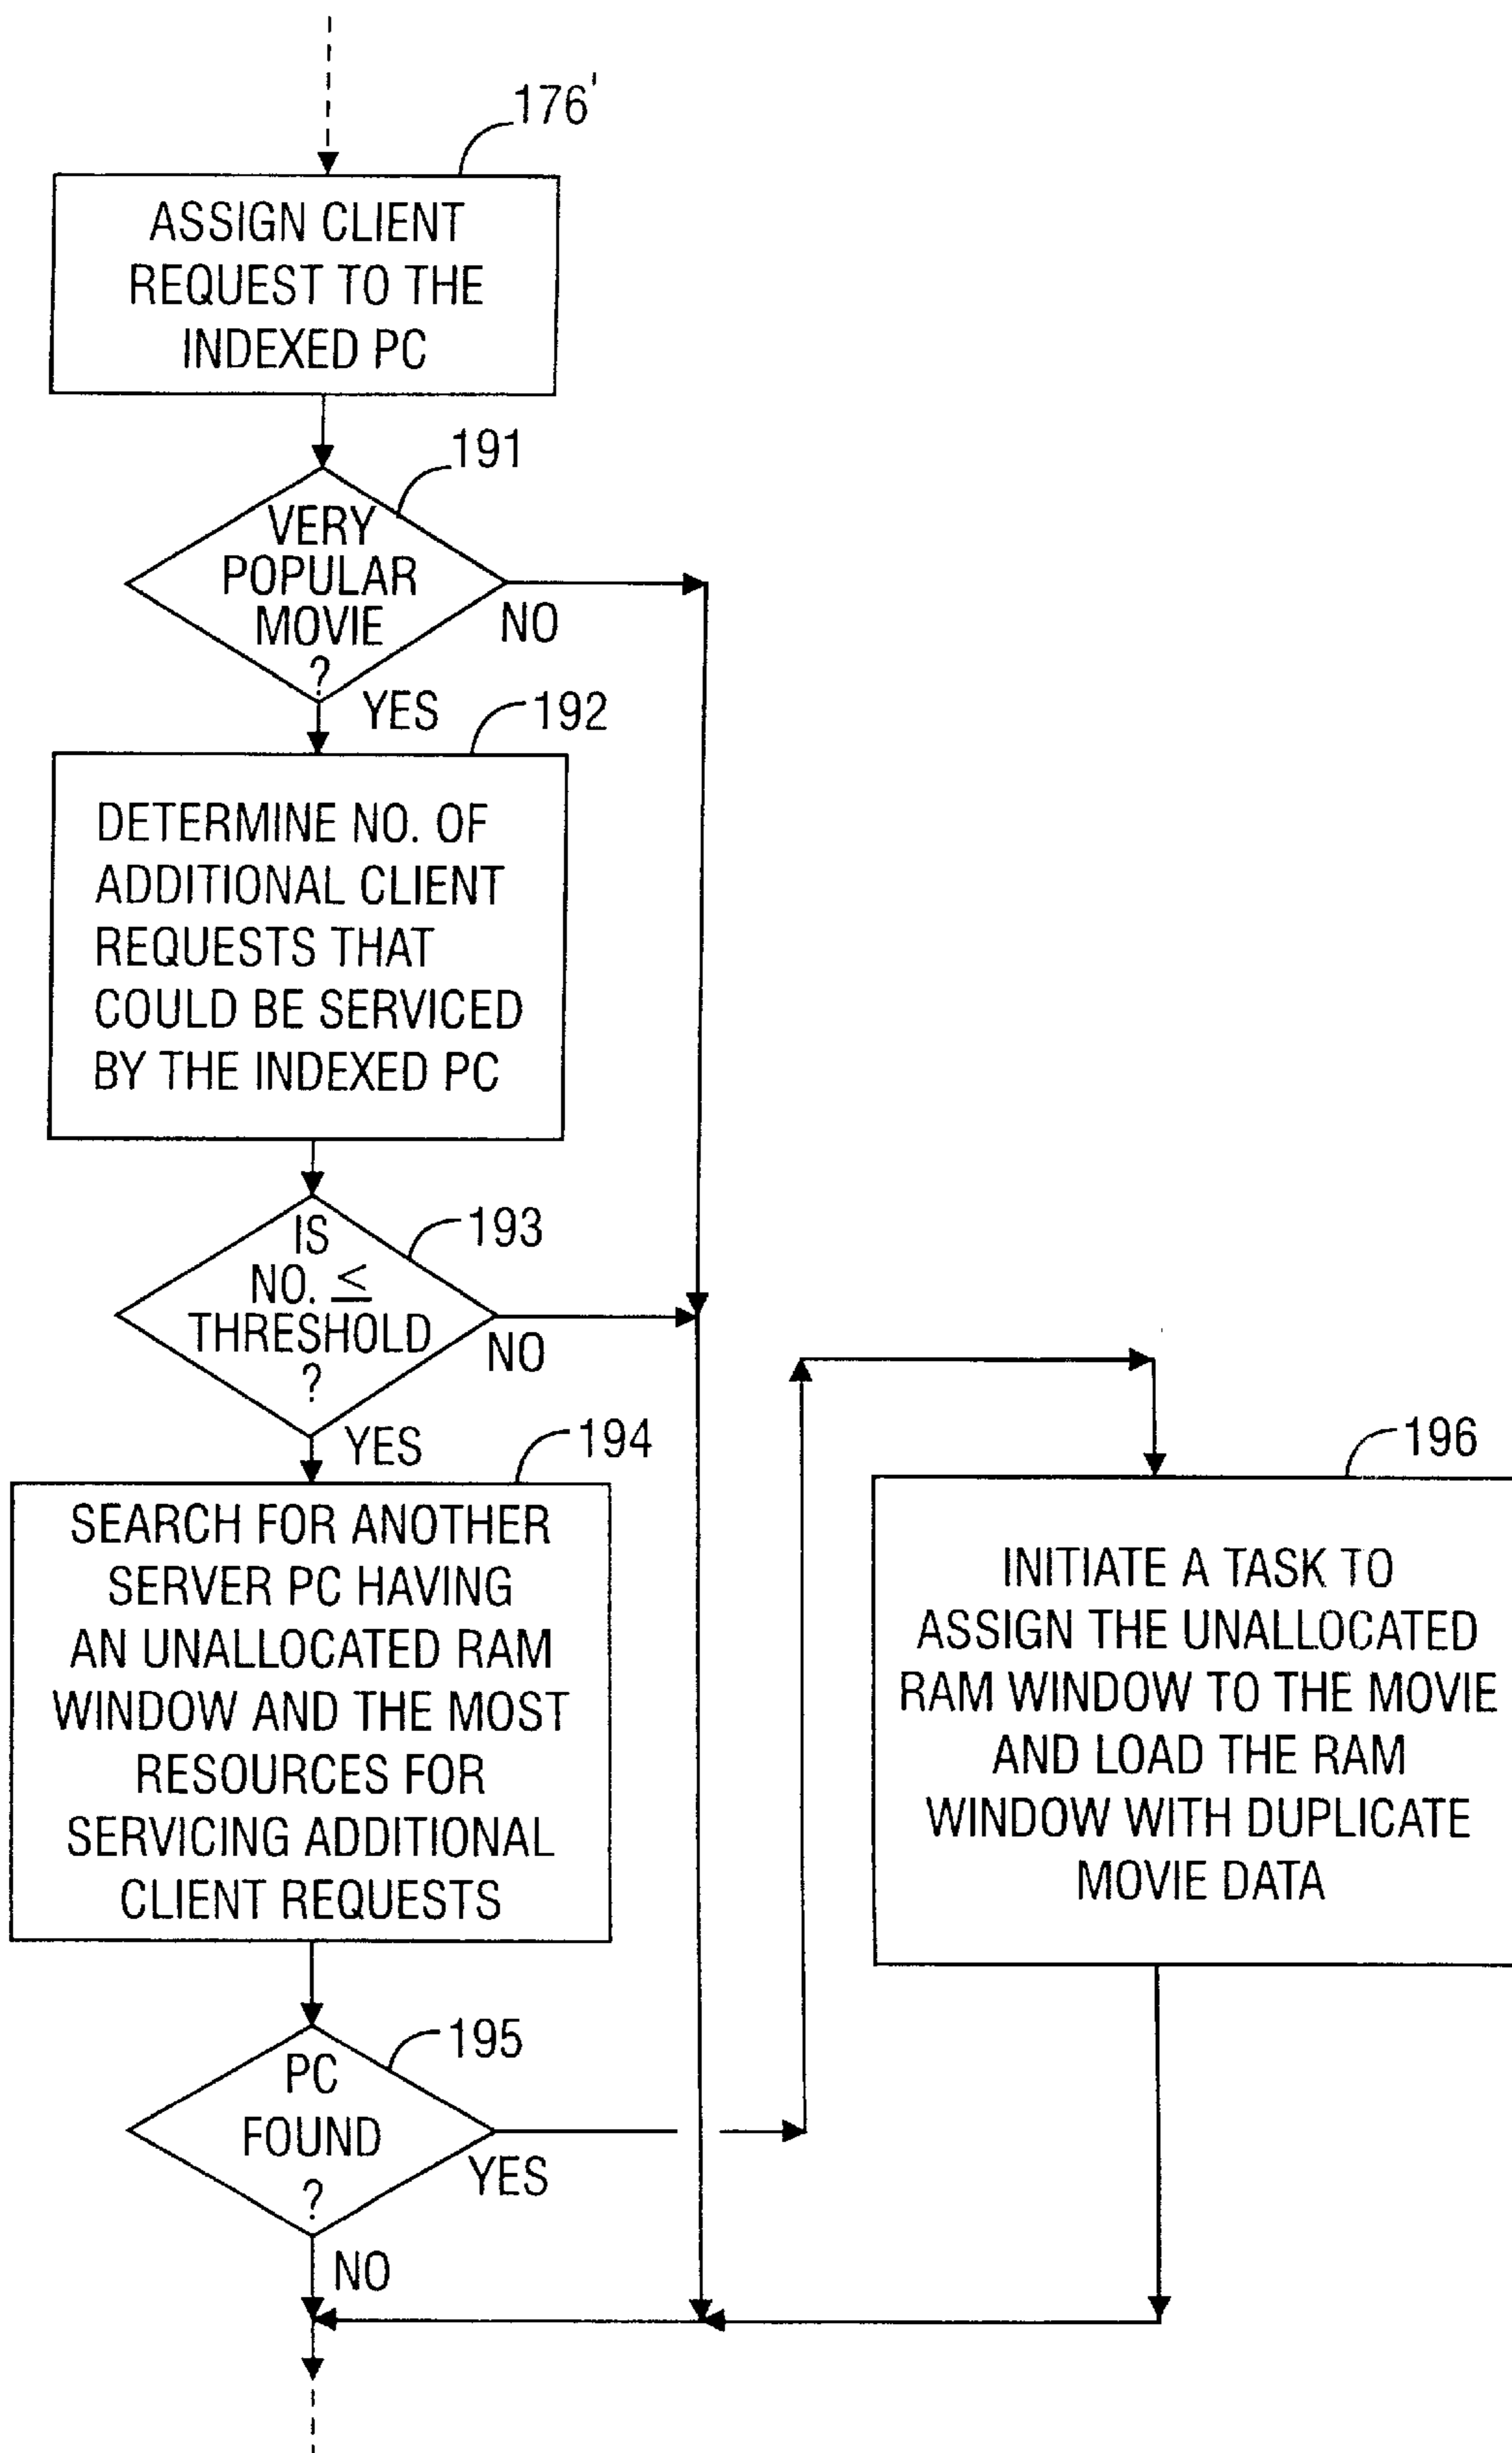 176'
ASSIGN CLIENT
REQUEST TO THE
INDEXED PC
191
VERY
POPULAR
MOVIE
?
NO
YES
192
DETERMINE NO. OF
ADDITIONAL CLIENT
REQUESTS THAT
COULD BE SERVICED
BY THE INDEXED PC
193
IS
NO. ≤
THRESHOLD
?
NO
YES
194
SEARCH FOR ANOTHER
SERVER PC HAVING
AN UNALLOCATED RAM
WINDOW AND THE MOST
RESOURCES FOR
SERVICING ADDITIONAL
CLIENT REQUESTS
196
INITIATE A TASK TO
ASSIGN THE UNALLOCATED
RAM WINDOW TO THE MOVIE
AND LOAD THE RAM
WINDOW WITH DUPLICATE
MOVIE DATA
195
PC
FOUND
?
YES
NO